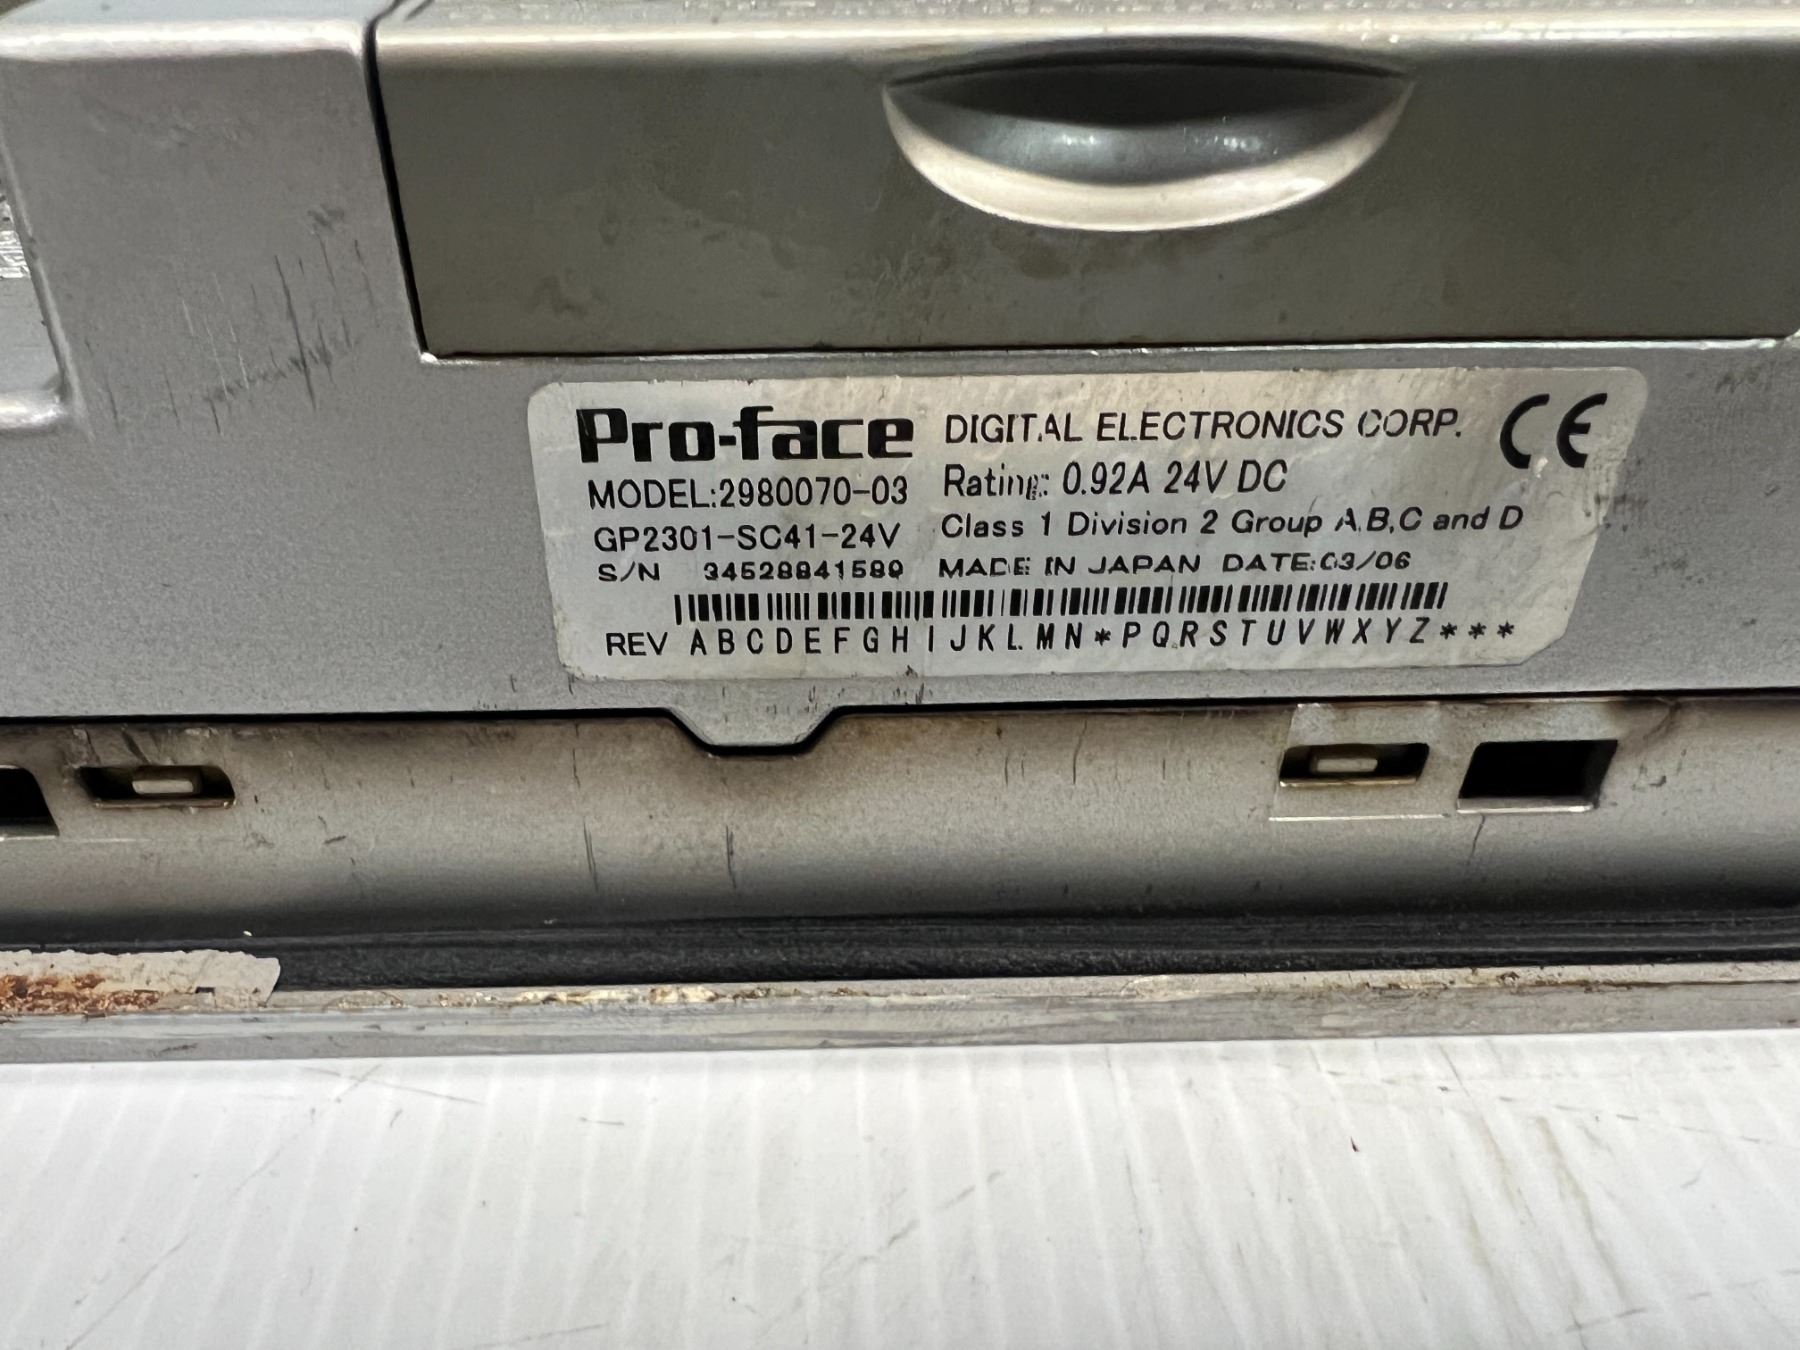 Pro-face DIGITAL ELECTRONICS CORP. CE
MODEL:2980070-03 Rating: 0.92A 24V DC
GP2301-SC41-24V Class 1 Division 2 Group A,B,C and D
S/N 34528841589 MADE IN JAPAN DATE:03/06
REV A B C D E F G H I J K L M N * P Q R S T U V W X Y Z * * *